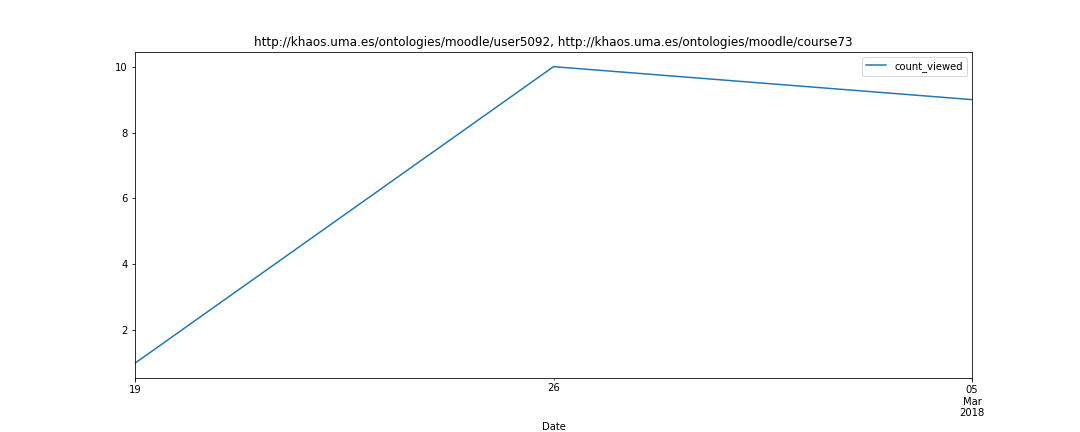 http://khaos.uma.es/ontologies/moodle/user5092, http://khaos.uma.es/ontologies/moodle/course73
count_viewed
10
8
6
4
2
19
26
05
Mar
2018
Date